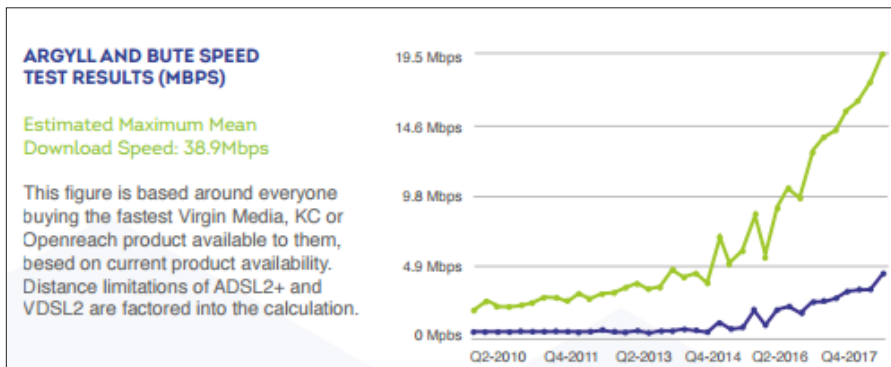 ARGYLL AND BUTE SPEED
TEST RESULTS (MBPS)
Estimated Maximum Mean
Download Speed: 38.9Mbps
This figure is based around everyone
buying the fastest Virgin Media, KC or
Openreach product available to them,
besed on current product availability.
Distance limitations of ADSL2+ and
VDSL2 are factored into the calculation.
19.5 Mbps
14.6 Mbps
9.8 Mbps
4.9 Mbps
0 Mpbs
Q2-2010 Q4-2011 Q2-2013 Q4-2014 Q2-2016 Q4-2017